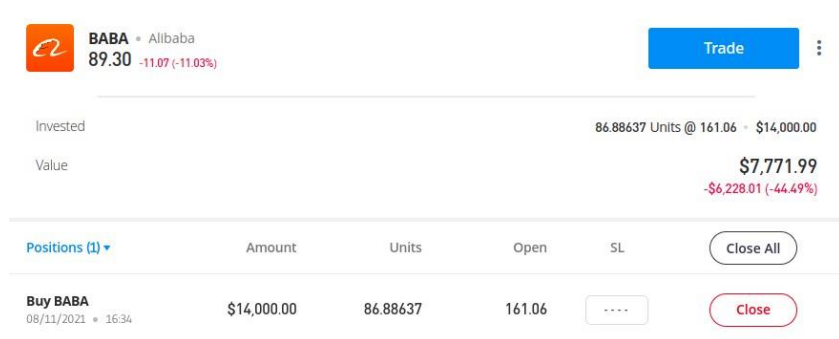 BABA • Alibaba
89.30 -11.07 (-11.03%)
Trade
Invested 86.88637 Units @ 161.06 • $14,000.00
Value $7,771.99
-$6,228.01 (-44.49%)
Positions (1) ▾ Amount Units Open SL Close All
Buy BABA $14,000.00 86.88637 161.06 ---- Close
08/11/2021 • 16:34